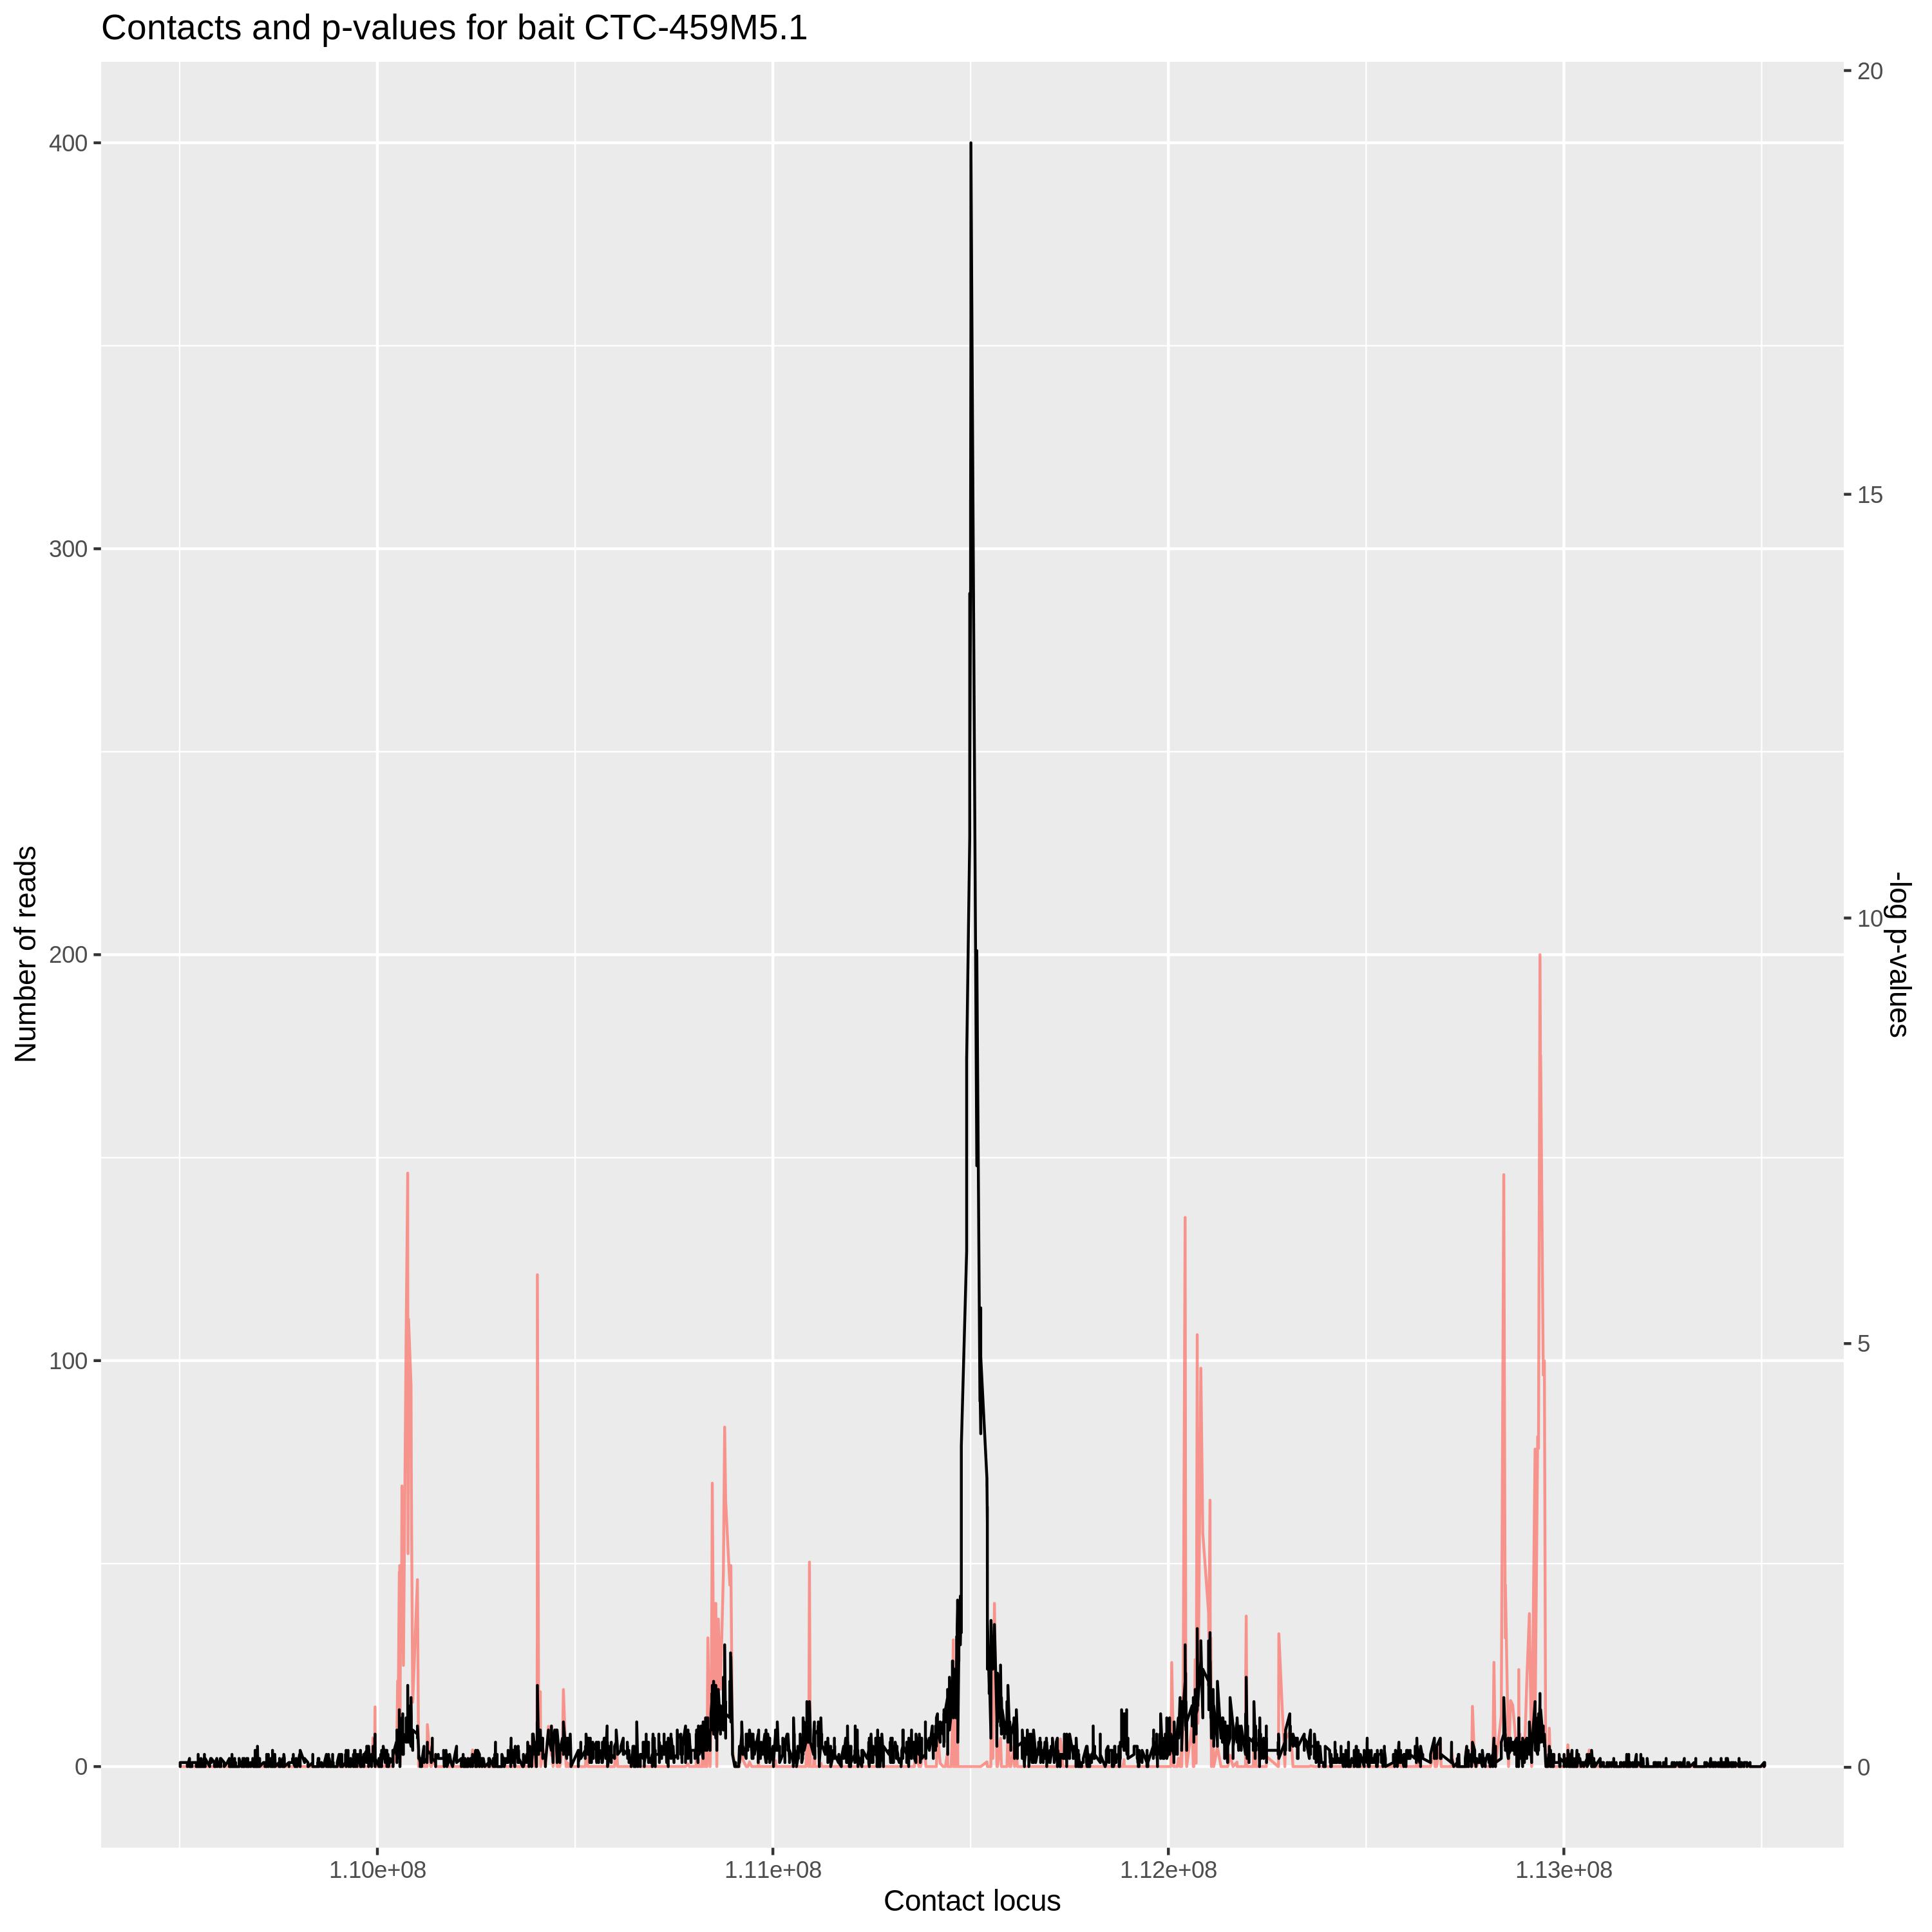 Contacts and p-values for bait CTC-459M5.1
Number of reads
400
300
200
100
0
20
15
10
5
0
-log p-values
1.10e+08
1.11e+08
1.12e+08
1.13e+08
Contact locus